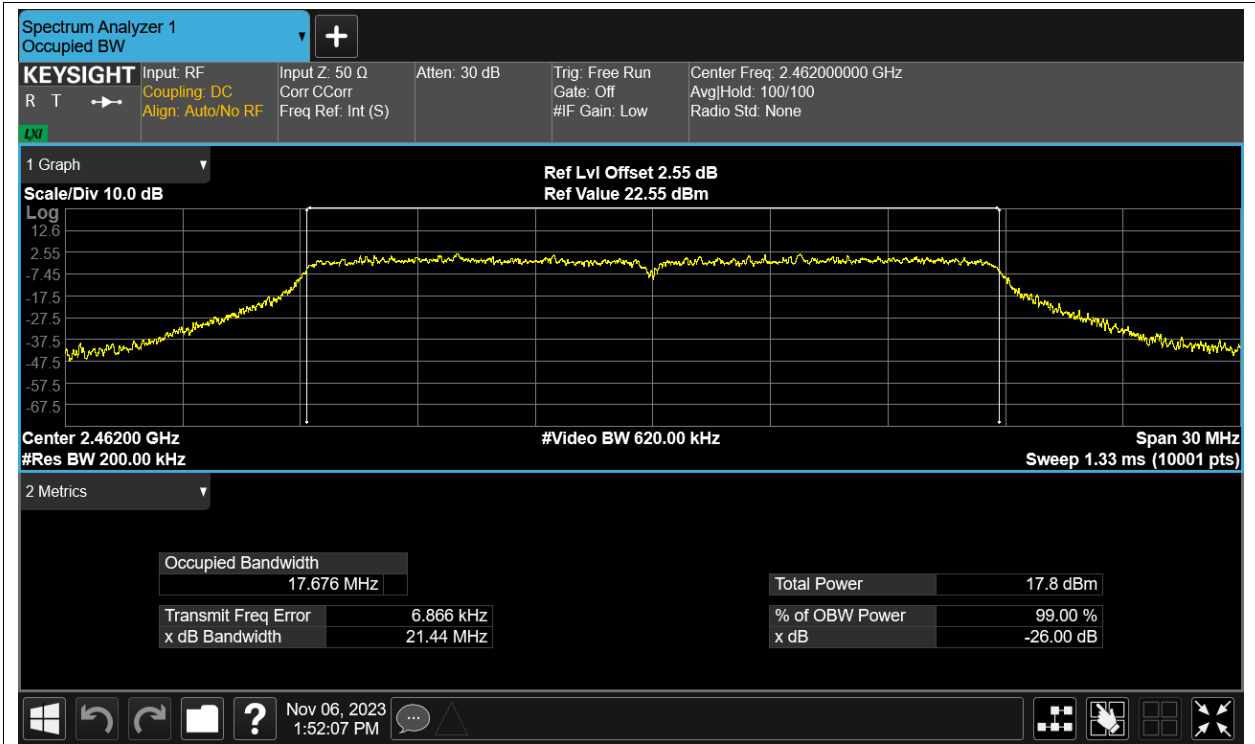 Spectrum Analyzer 1
Occupied BW
KEYSIGHT
R T
LXI
Input: RF
Coupling: DC
Align: Auto/No RF
Input Z: 50 Ω
Corr CCorr
Freq Ref: Int (S)
Atten: 30 dB
Trig: Free Run
Gate: Off
#IF Gain: Low
Center Freq: 2.462000000 GHz
Avg|Hold: 100/100
Radio Std: None
1 Graph
Scale/Div 10.0 dB
Ref Lvl Offset 2.55 dB
Ref Value 22.55 dBm
Log
12.6
2.55
-7.45
-17.5
-27.5
-37.5
-47.5
-57.5
-67.5
Center 2.46200 GHz
#Video BW 620.00 kHz
Span 30 MHz
#Res BW 200.00 kHz
Sweep 1.33 ms (10001 pts)
2 Metrics
Occupied Bandwidth
17.676 MHz
Total Power 17.8 dBm
Transmit Freq Error 6.866 kHz
% of OBW Power 99.00 %
x dB Bandwidth 21.44 MHz
x dB -26.00 dB
?
Nov 06, 2023
1:52:07 PM